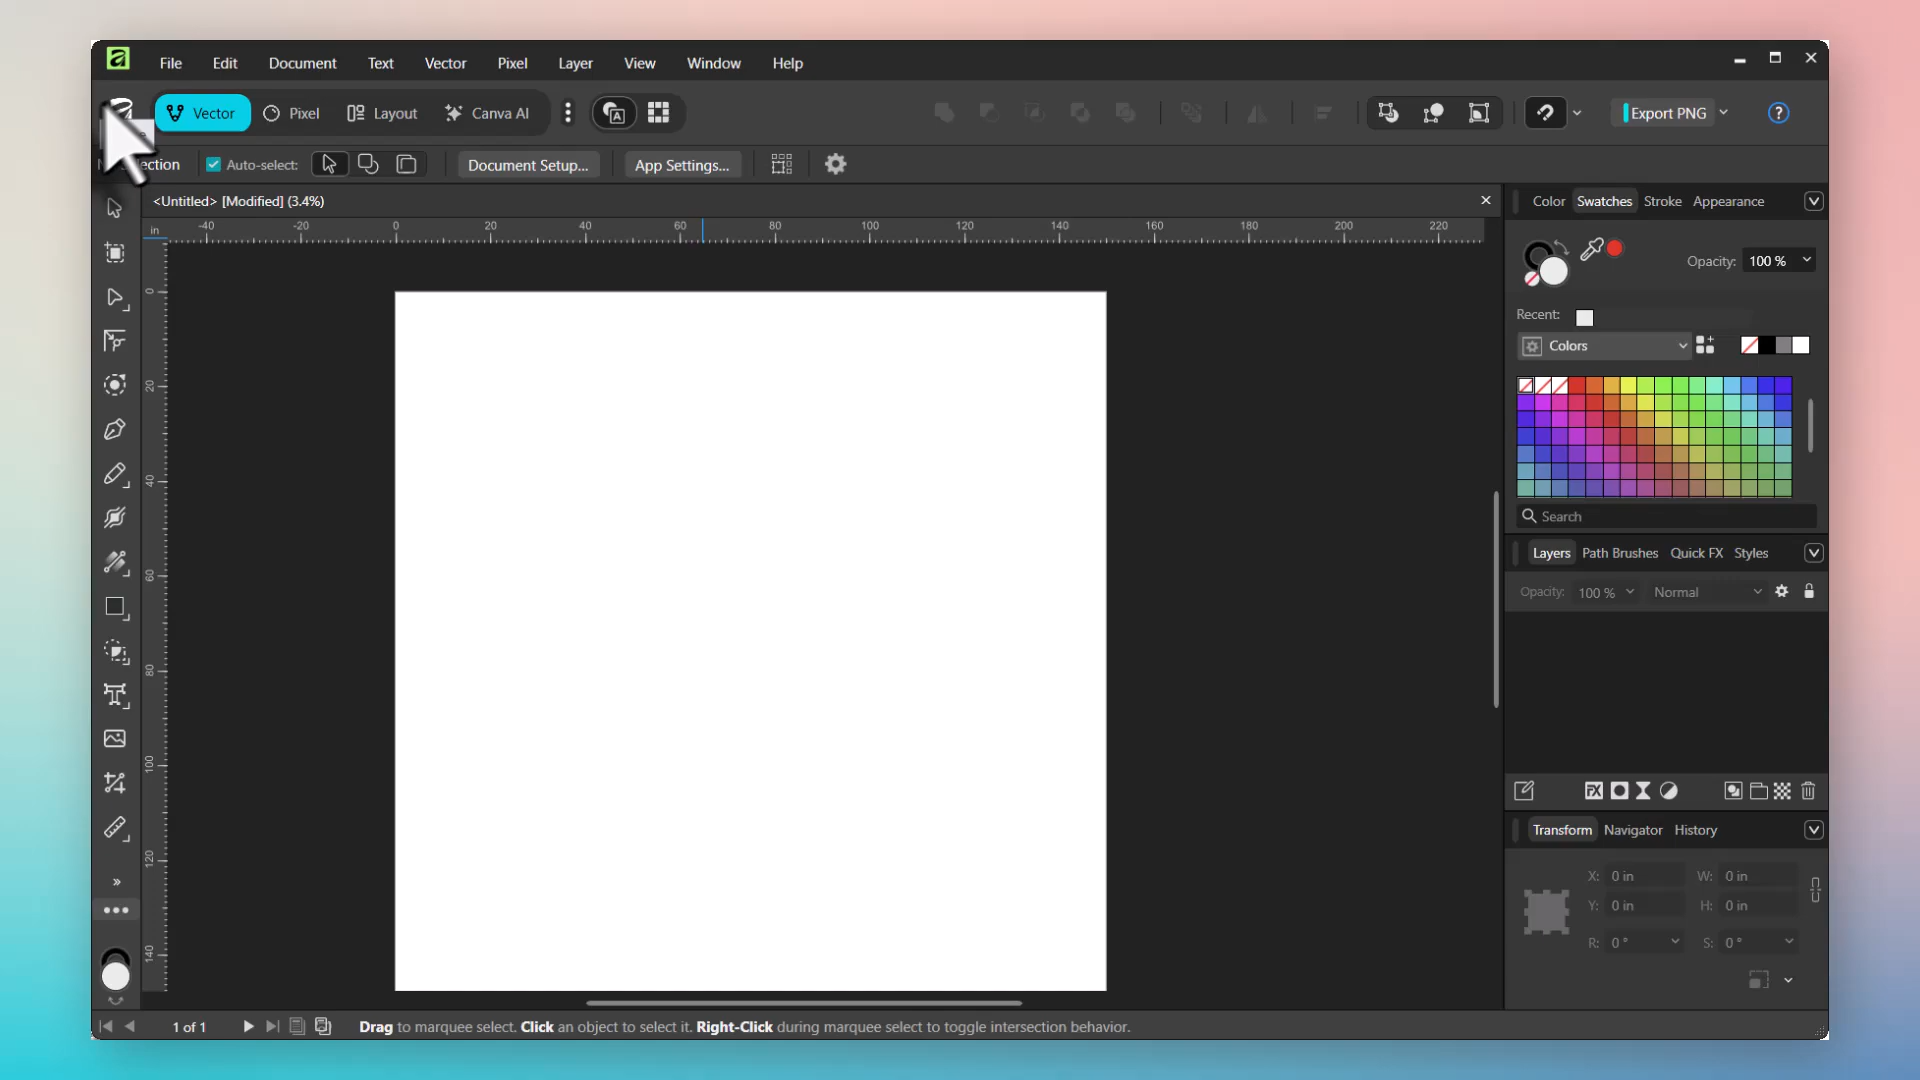 File Edit Document Text Vector Pixel Layer View Window Help
Vector Pixel Layout Canva AI Export PNG ?
Auto-select: Document Setup... App Settings...
<Untitled> [Modified] (3.4%)
Color Swatches Stroke Appearance
in -40 -20 0 20 40 60 80 100 120 140 160 180 200 220
Opacity: 100 %
0
Recent:
Colors
20
40
Search
60
Layers Path Brushes Quick FX Styles
Opacity: 100 % Normal
80
100
FX
Transform Navigator History
120
X: 0 in W: 0 in
Y: 0 in H: 0 in
140
R: 0 ° S: 0 °
1 of 1 Drag to marquee select. Click an object to select it. Right-Click during marquee select to toggle intersection behavior.